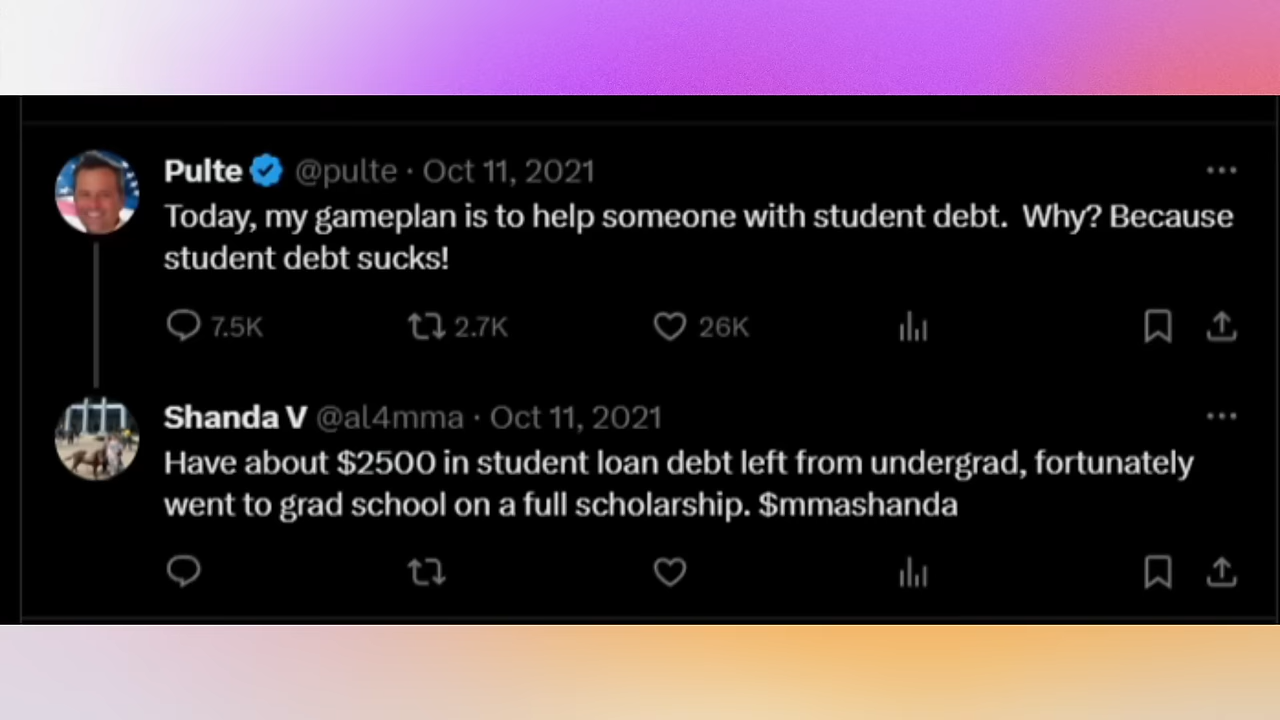 Pulte @pulte · Oct 11, 2021
Today, my gameplan is to help someone with student debt.  Why? Because
student debt sucks!
7.5K 2.7K 26K
Shanda V @al4mma · Oct 11, 2021
Have about $2500 in student loan debt left from undergrad, fortunately
went to grad school on a full scholarship. $mmashanda